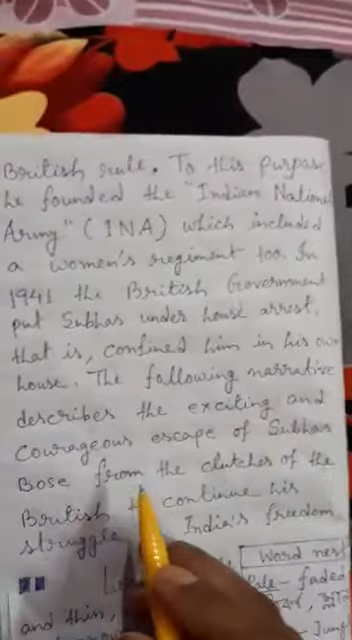 British rule. To this purpose
he founded the "Indian National
Army" (INA) which included
a women's regiment too. In
1941 the British Government
put Subhas under house arrest,
that is, confined him in his own
house. The following narrative
describes the exciting and
courageous escape of Subhas
Bose from the clutches of the
British continue his
struggle India's freedom
Word nest
faded
and thin,